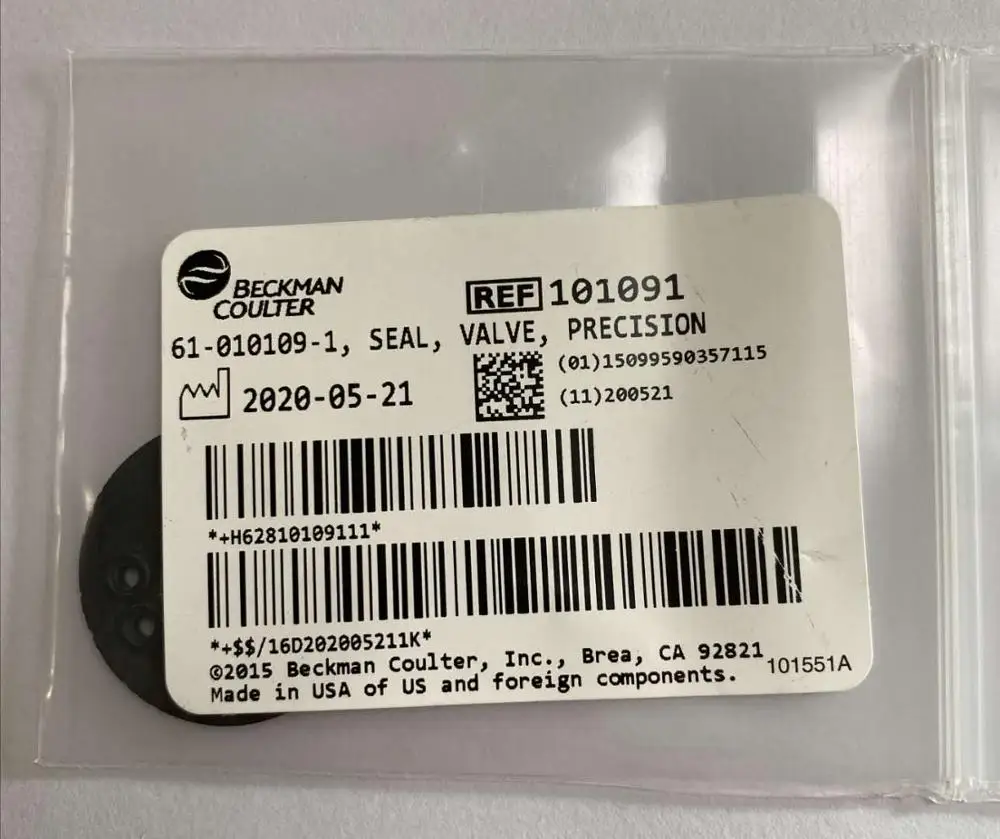 BECKMAN
COULTER
REF 101091
61-010109-1, SEAL, VALVE, PRECISION
2020-05-21
(01)15099590357115
(11)200521
*+H62810109111*
*+$$/16D202005211K*
©2015 Beckman Coulter, Inc., Brea, CA 92821
Made in USA of US and foreign components.
101551A